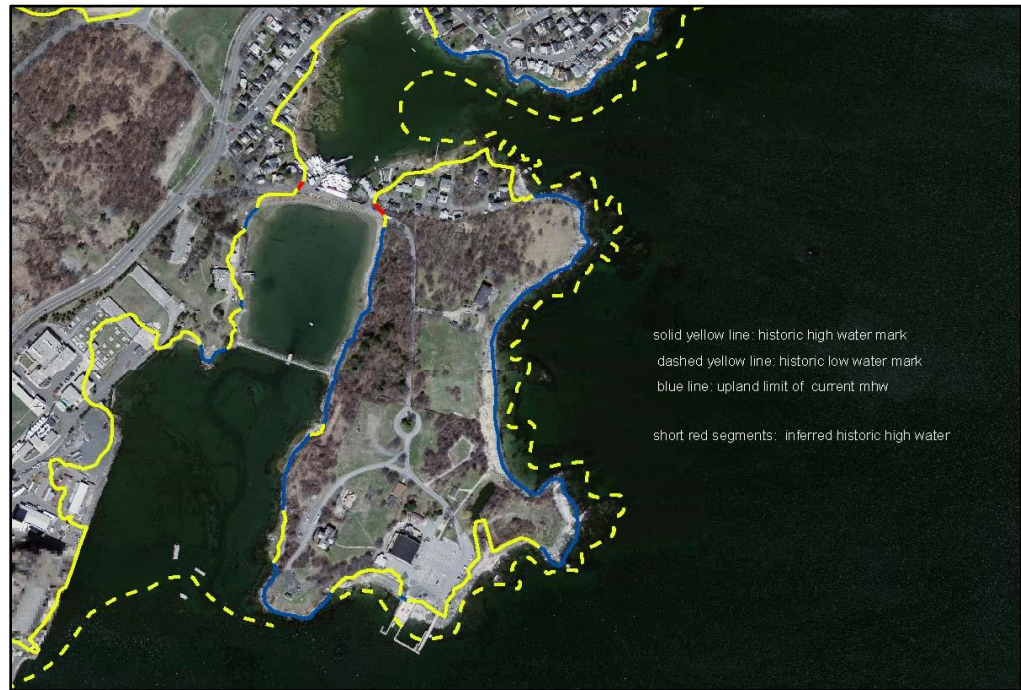 solid yellow line: historic high water mark
dashed yellow line: historic low water mark
blue line: upland limit of current mhw
short red segments: inferred historic high water